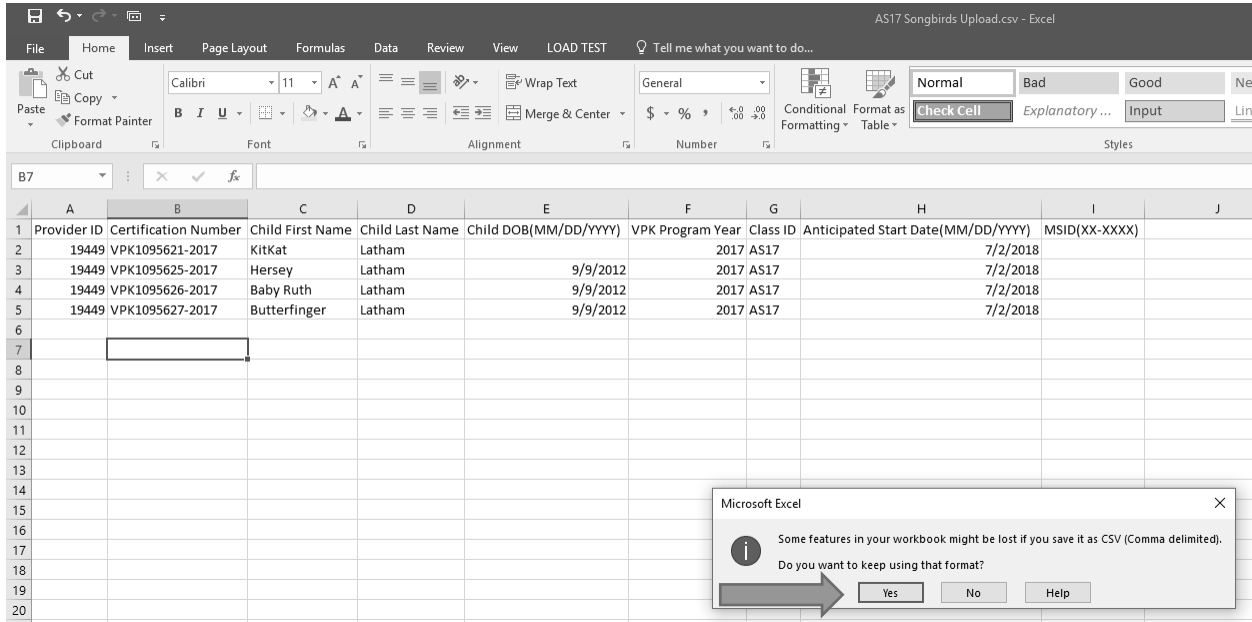 AS17 Songbirds Upload.csv - Excel
File Home Insert Page Layout Formulas Data Review View LOAD TEST Tell me what you want to do...
Cut
Copy
Format Painter
Paste
Clipboard
Calibri 11 A A
B I U A
Font
Wrap Text
Merge & Center
Alignment
General
$ % , .0 .00 .00 .0
Number
Conditional Formatting
Format as Table
Normal Bad Good Ne
Check Cell Explanatory ... Input Lin
Styles
B7 fx
A B C D E F G H I J
1 Provider ID Certification Number Child First Name Child Last Name Child DOB(MM/DD/YYYY) VPK Program Year Class ID Anticipated Start Date(MM/DD/YYYY) MSID(XX-XXXX)
2 19449 VPK1095621-2017 KitKat Latham 2017 AS17 7/2/2018
3 19449 VPK1095625-2017 Hersey Latham 9/9/2012 2017 AS17 7/2/2018
4 19449 VPK1095626-2017 Baby Ruth Latham 9/9/2012 2017 AS17 7/2/2018
5 19449 VPK1095627-2017 Butterfinger Latham 9/9/2012 2017 AS17 7/2/2018
6
7
8
9
10
11
12
13
14
15
16
17
18
19
20
Microsoft Excel
Some features in your workbook might be lost if you save it as CSV (Comma delimited).
Do you want to keep using that format?
Yes No Help